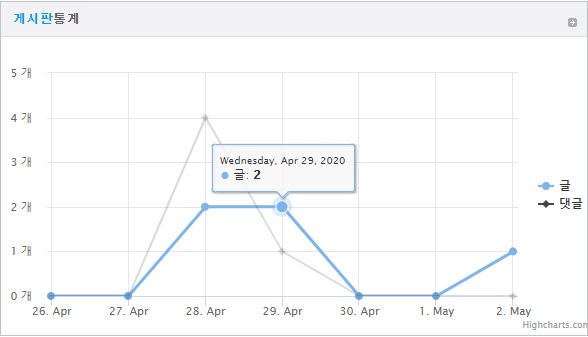 게시판통계
5 개
4 개
3 개
2 개
1 개
0 개
Wednesday, Apr 29, 2020
글: 2
글
댓글
26. Apr 27. Apr 28. Apr 29. Apr 30. Apr 1. May 2. May
Highcharts.com